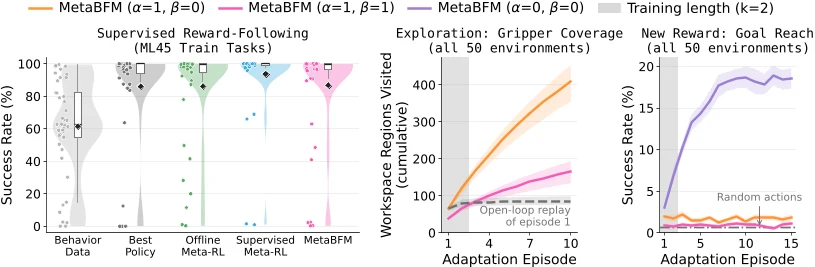 MetaBFM (α=1, β=0) MetaBFM (α=1, β=1) MetaBFM (α=0, β=0) Training length (k=2)
Supervised Reward-Following
(ML45 Train Tasks)
Success Rate (%)
100
80
60
40
20
0
Behavior
Data
Best
Policy
Offline
Meta-RL
Supervised
Meta-RL
MetaBFM
Exploration: Gripper Coverage
(all 50 environments)
Workspace Regions Visited
(cumulative)
400
300
200
100
0
Open-loop replay
of episode 1
1 4 7 10
Adaptation Episode
New Reward: Goal Reach
(all 50 environments)
Success Rate (%)
20
15
10
5
0
Random actions
1 5 10 15
Adaptation Episode